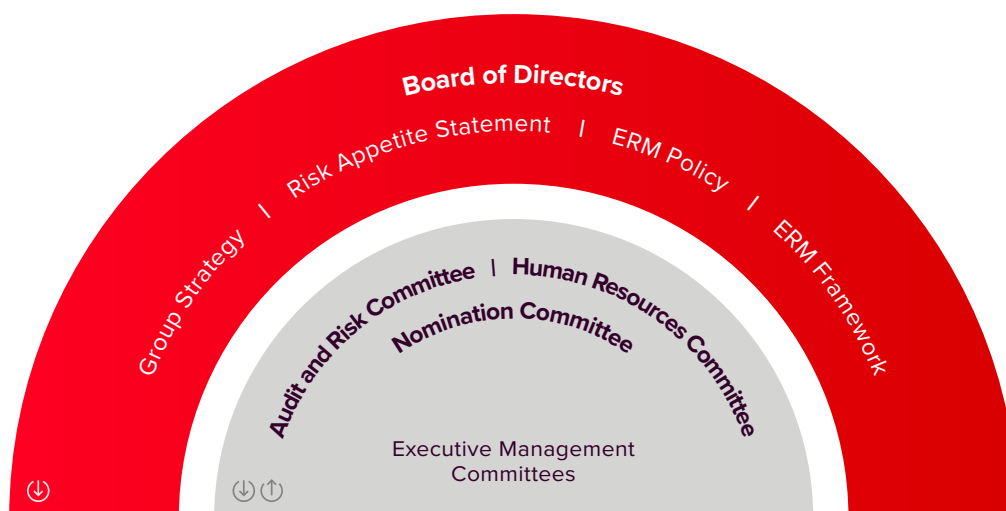 Board of Directors
Group Strategy | Risk Appetite Statement | ERM Policy | ERM Framework
Audit and Risk Committee | Human Resources Committee
Nomination Committee
Executive Management
Committees